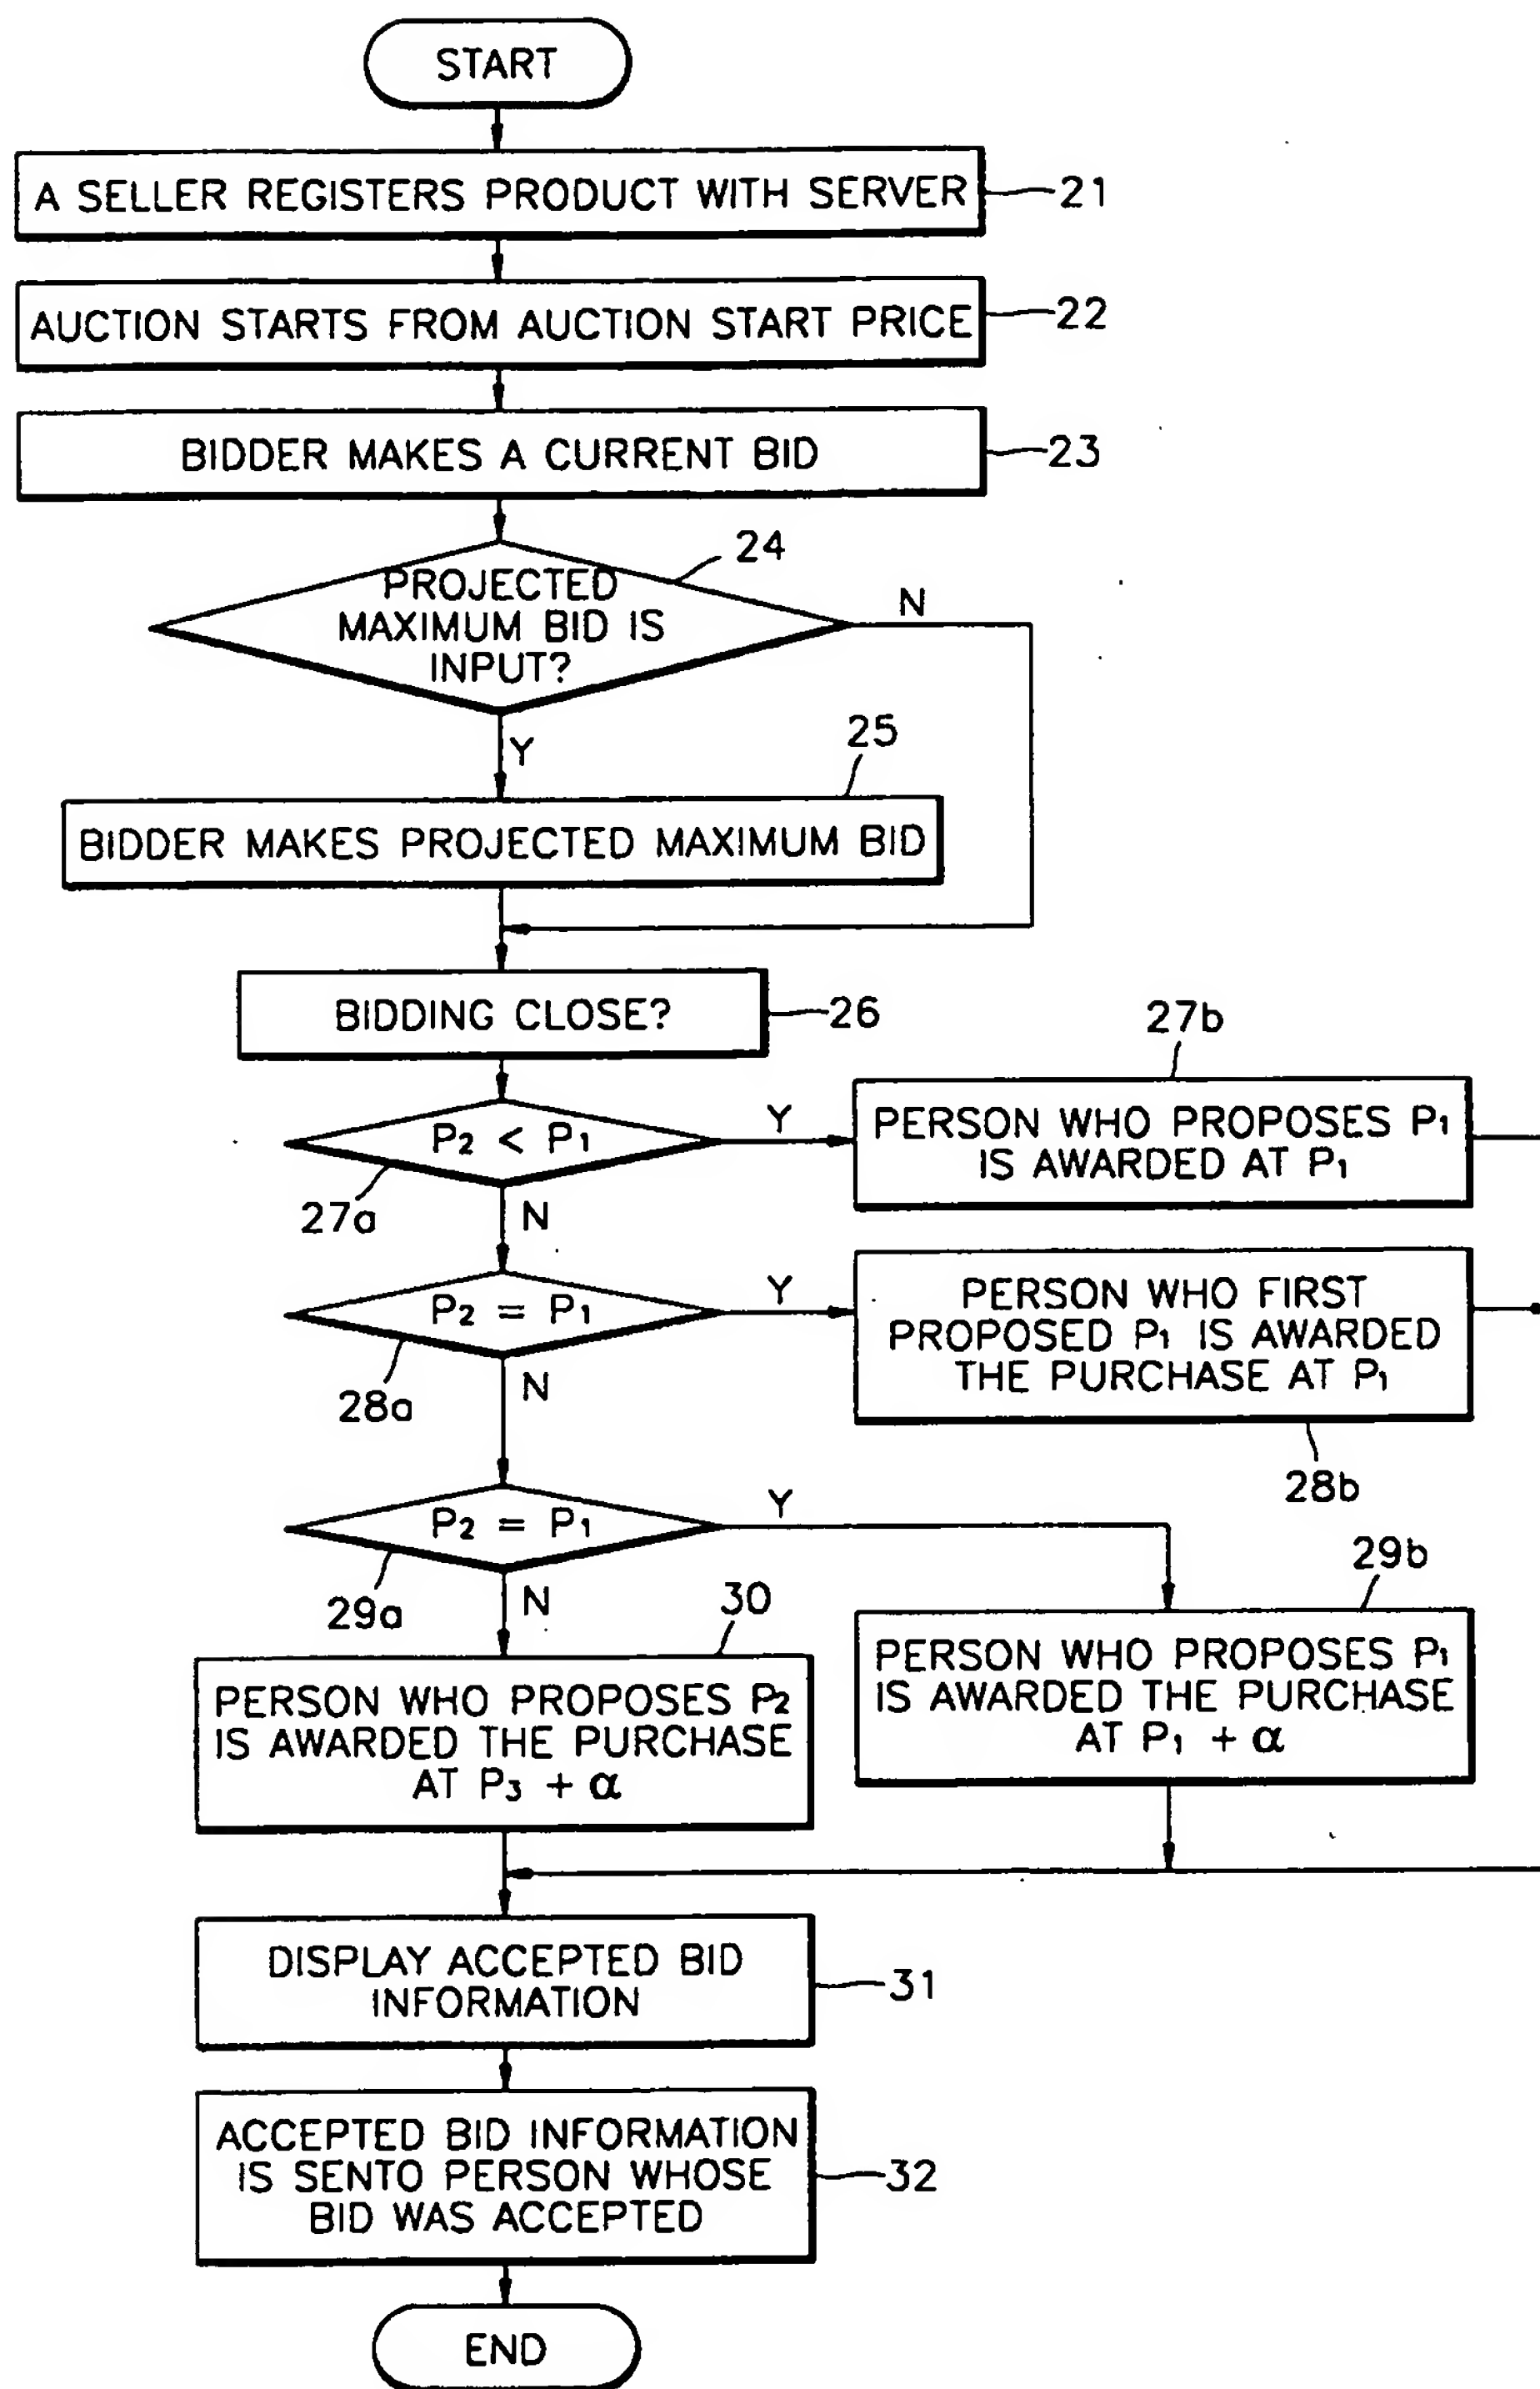 START
A SELLER REGISTERS PRODUCT WITH SERVER
21
AUCTION STARTS FROM AUCTION START PRICE
22
BIDDER MAKES A CURRENT BID
23
24
PROJECTED
MAXIMUM BID IS
INPUT?
N
Y
25
BIDDER MAKES PROJECTED MAXIMUM BID
BIDDING CLOSE?
26
P2 < P1
27a
Y
N
27b
PERSON WHO PROPOSES P1
IS AWARDED AT P1
P2 = P1
28a
Y
N
PERSON WHO FIRST
PROPOSED P1 IS AWARDED
THE PURCHASE AT P1
28b
P2 = P1
29a
Y
N
29b
PERSON WHO PROPOSES P1
IS AWARDED THE PURCHASE
AT P1 + α
30
PERSON WHO PROPOSES P2
IS AWARDED THE PURCHASE
AT P3 + α
DISPLAY ACCEPTED BID
INFORMATION
31
ACCEPTED BID INFORMATION
IS SENTO PERSON WHOSE
BID WAS ACCEPTED
32
END